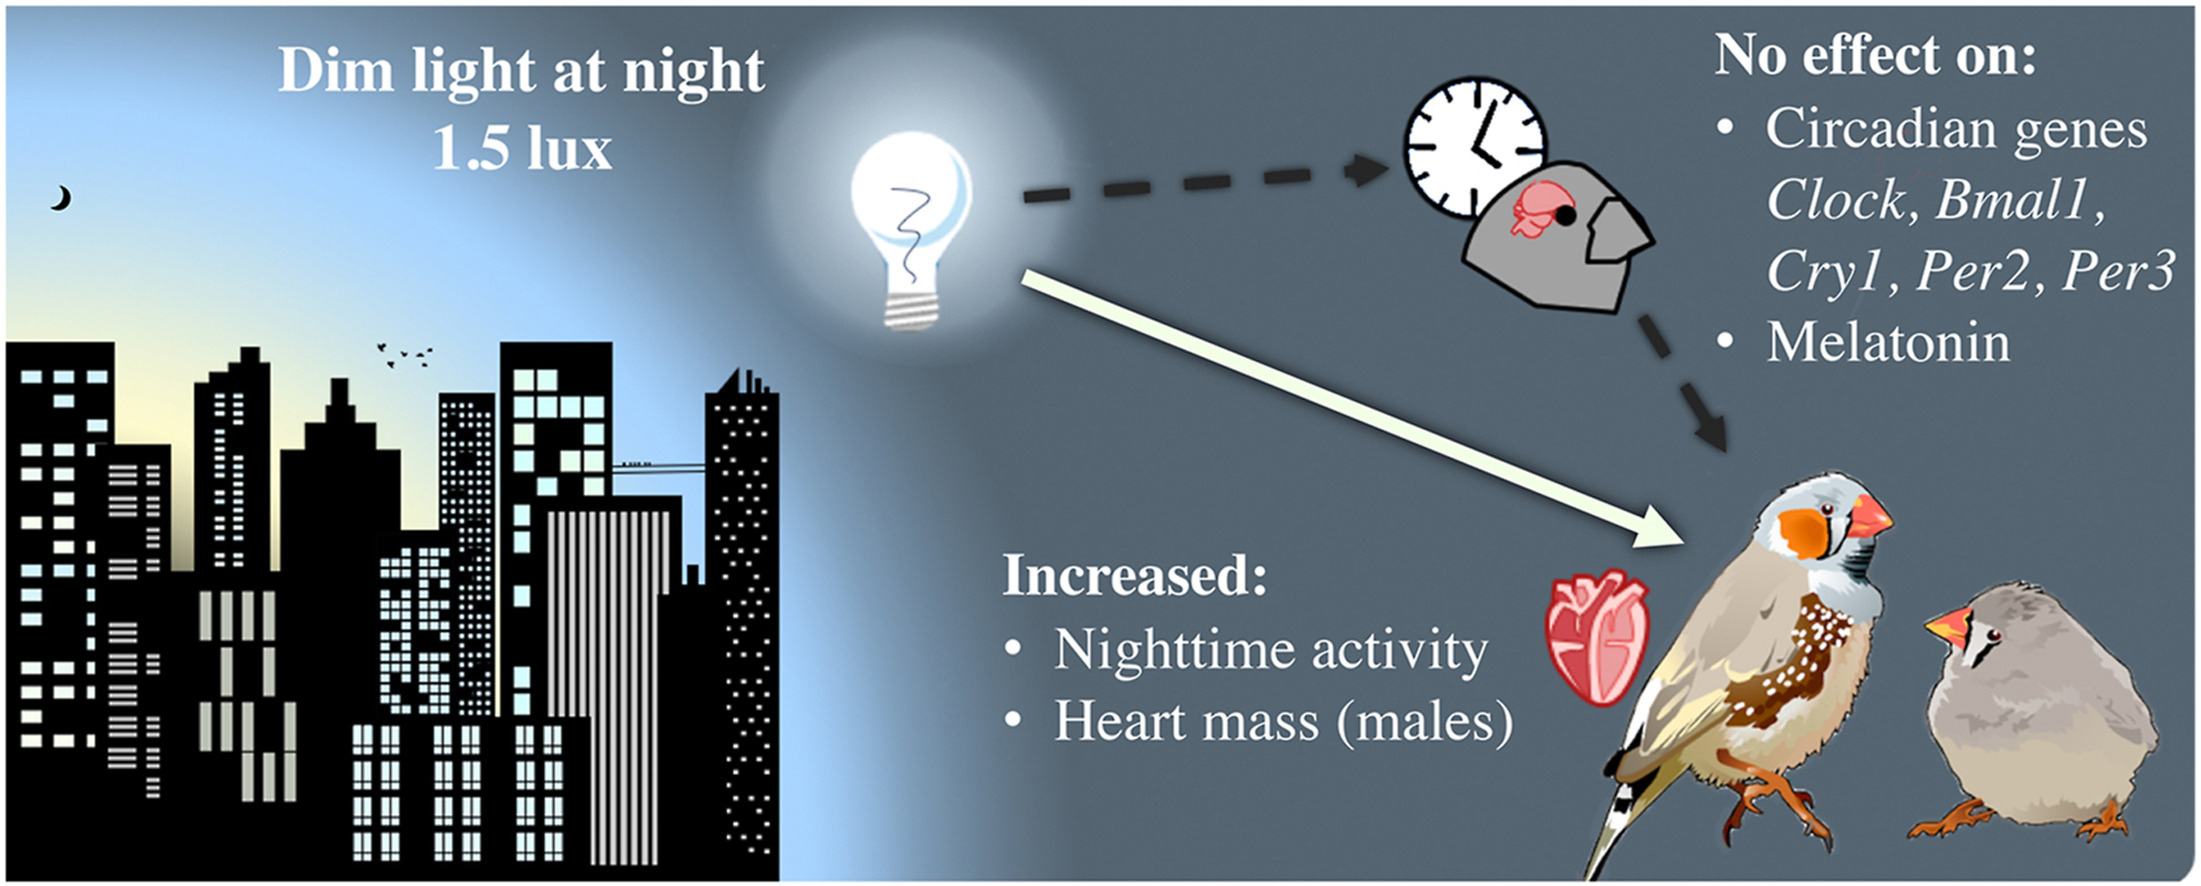 Dim light at night
1.5 lux
No effect on:
• Circadian genes
Clock, Bmal1,
Cry1, Per2, Per3
• Melatonin
Increased:
• Nighttime activity
• Heart mass (males)